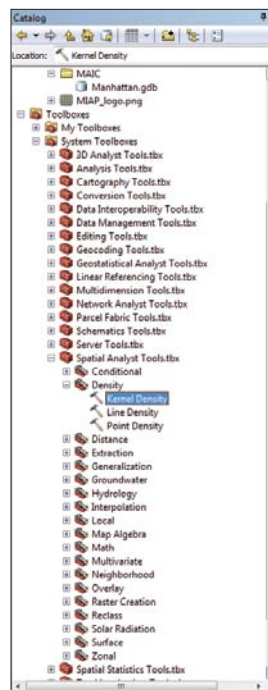 Catalog
Location: Kernel Density
MAIC
Manhattan.gdb
MIAP_logo.png
Toolboxes
My Toolboxes
System Toolboxes
3D Analyst Tools.tbx
Analysis Tools.tbx
Cartography Tools.tbx
Conversion Tools.tbx
Data Interoperability Tools.tbx
Data Management Tools.tbx
Editing Tools.tbx
Geocoding Tools.tbx
Geostatistical Analyst Tools.tbx
Linear Referencing Tools.tbx
Multidimension Tools.tbx
Network Analyst Tools.tbx
Parcel Fabric Tools.tbx
Schematics Tools.tbx
Server Tools.tbx
Spatial Analyst Tools.tbx
Conditional
Density
Kernel Density
Line Density
Point Density
Distance
Extraction
Generalization
Groundwater
Hydrology
Interpolation
Local
Map Algebra
Math
Multivariate
Neighborhood
Overlay
Raster Creation
Reclass
Solar Radiation
Surface
Zonal
Spatial Statistics Tools.tbx